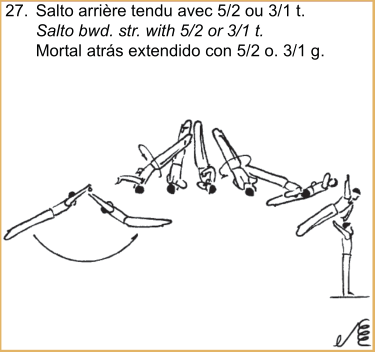 27. Salto arrière tendu avec 5/2 ou 3/1 t.
Salto bwd. str. with 5/2 or 3/1 t.
Mortal atrás extendido con 5/2 o. 3/1 g.